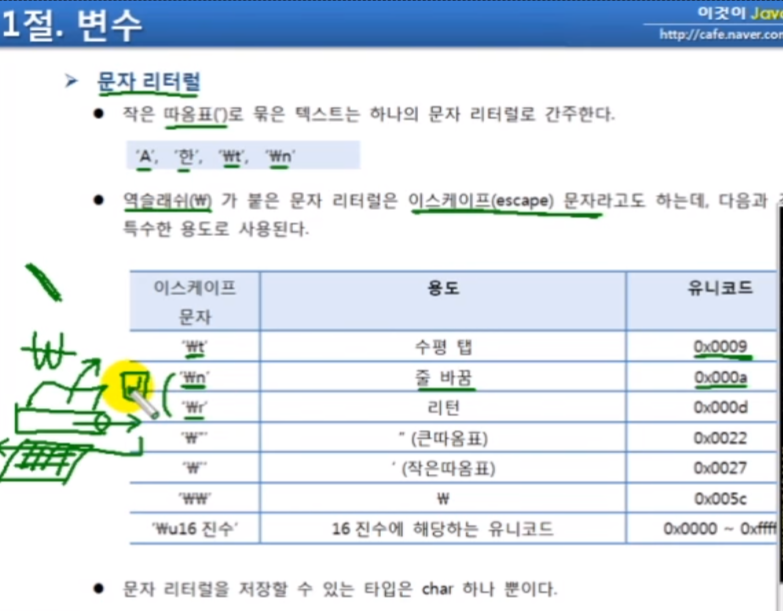 1절. 변수
이것이 Java
http://cafe.naver.com
문자 리터럴
작은 따옴표(')로 묶은 텍스트는 하나의 문자 리터럴로 간주한다.
'A', '한', '₩t', '₩n'
역슬래쉬(₩) 가 붙은 문자 리터럴은 이스케이프(escape) 문자라고도 하는데, 다음과
특수한 용도로 사용된다.
이스케이프 문자 용도 유니코드
'₩t' 수평 탭 0x0009
'₩n' 줄 바꿈 0x000a
'₩r' 리턴 0x000d
'₩"' " (큰따옴표) 0x0022
'₩'' ' (작은따옴표) 0x0027
'₩₩' ₩ 0x005c
'₩u16 진수' 16 진수에 해당하는 유니코드 0x0000 ~ 0xffff
\
₩
문자 리터럴을 저장할 수 있는 타입은 char 하나 뿐이다.